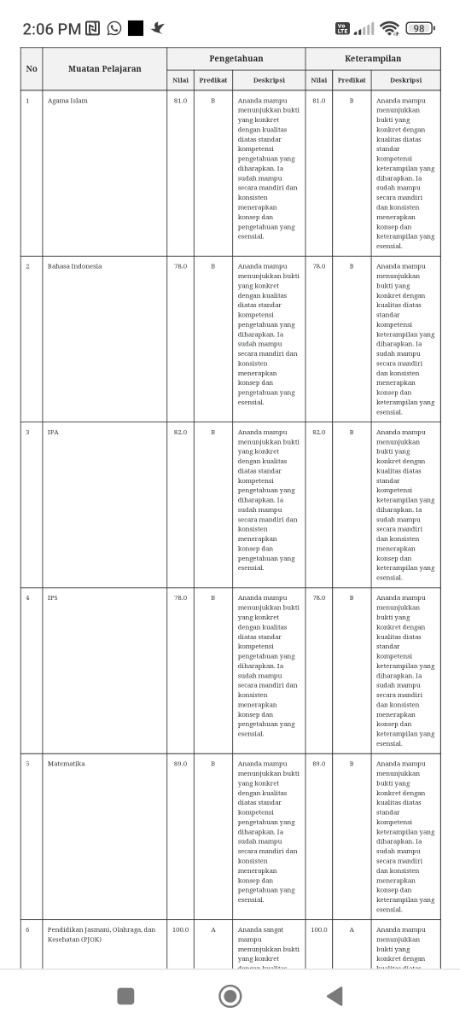 2:06 PM
Vo LTE
98
No
Muatan Pelajaran
Pengetahuan
Keterampilan
Nilai
Predikat
Deskripsi
Nilai
Predikat
Deskripsi
1
Agama Islam
81.0
B
Ananda mampu
menunjukkan bukti
yang konkret
dengan kualitas
diatas standar
kompetensi
pengetahuan yang
diharapkan. Ia
sudah mampu
secara mandiri dan
konsisten
menerapkan
konsep dan
pengetahuan yang
esensial.
81.0
B
Ananda mampu
menunjukkan
bukti yang
konkret dengan
kualitas diatas
standar
kompetensi
keterampilan yang
diharapkan. Ia
sudah mampu
secara mandiri
dan konsisten
menerapkan
konsep dan
keterampilan yang
esensial.
2
Bahasa Indonesia
78.0
B
Ananda mampu
menunjukkan bukti
yang konkret
dengan kualitas
diatas standar
kompetensi
pengetahuan yang
diharapkan. Ia
sudah mampu
secara mandiri dan
konsisten
menerapkan
konsep dan
pengetahuan yang
esensial.
78.0
B
Ananda mampu
menunjukkan
bukti yang
konkret dengan
kualitas diatas
standar
kompetensi
keterampilan yang
diharapkan. Ia
sudah mampu
secara mandiri
dan konsisten
menerapkan
konsep dan
keterampilan yang
esensial.
3
IPA
82.0
B
Ananda mampu
menunjukkan bukti
yang konkret
dengan kualitas
diatas standar
kompetensi
pengetahuan yang
diharapkan. Ia
sudah mampu
secara mandiri dan
konsisten
menerapkan
konsep dan
pengetahuan yang
esensial.
82.0
B
Ananda mampu
menunjukkan
bukti yang
konkret dengan
kualitas diatas
standar
kompetensi
keterampilan yang
diharapkan. Ia
sudah mampu
secara mandiri
dan konsisten
menerapkan
konsep dan
keterampilan yang
esensial.
4
IPS
78.0
B
Ananda mampu
menunjukkan bukti
yang konkret
dengan kualitas
diatas standar
kompetensi
pengetahuan yang
diharapkan. Ia
sudah mampu
secara mandiri dan
konsisten
menerapkan
konsep dan
pengetahuan yang
esensial.
78.0
B
Ananda mampu
menunjukkan
bukti yang
konkret dengan
kualitas diatas
standar
kompetensi
keterampilan yang
diharapkan. Ia
sudah mampu
secara mandiri
dan konsisten
menerapkan
konsep dan
keterampilan yang
esensial.
5
Matematika
89.0
B
Ananda mampu
menunjukkan bukti
yang konkret
dengan kualitas
diatas standar
kompetensi
pengetahuan yang
diharapkan. Ia
sudah mampu
secara mandiri dan
konsisten
menerapkan
konsep dan
pengetahuan yang
esensial.
89.0
B
Ananda mampu
menunjukkan
bukti yang
konkret dengan
kualitas diatas
standar
kompetensi
keterampilan yang
diharapkan. Ia
sudah mampu
secara mandiri
dan konsisten
menerapkan
konsep dan
keterampilan yang
esensial.
6
Pendidikan Jasmani, Olahraga, dan
Kesehatan (PJOK)
100.0
A
Ananda sangat
mampu
menunjukkan bukti
yang konkret
100.0
A
Ananda mampu
menunjukkan
bukti yang
konkret dengan